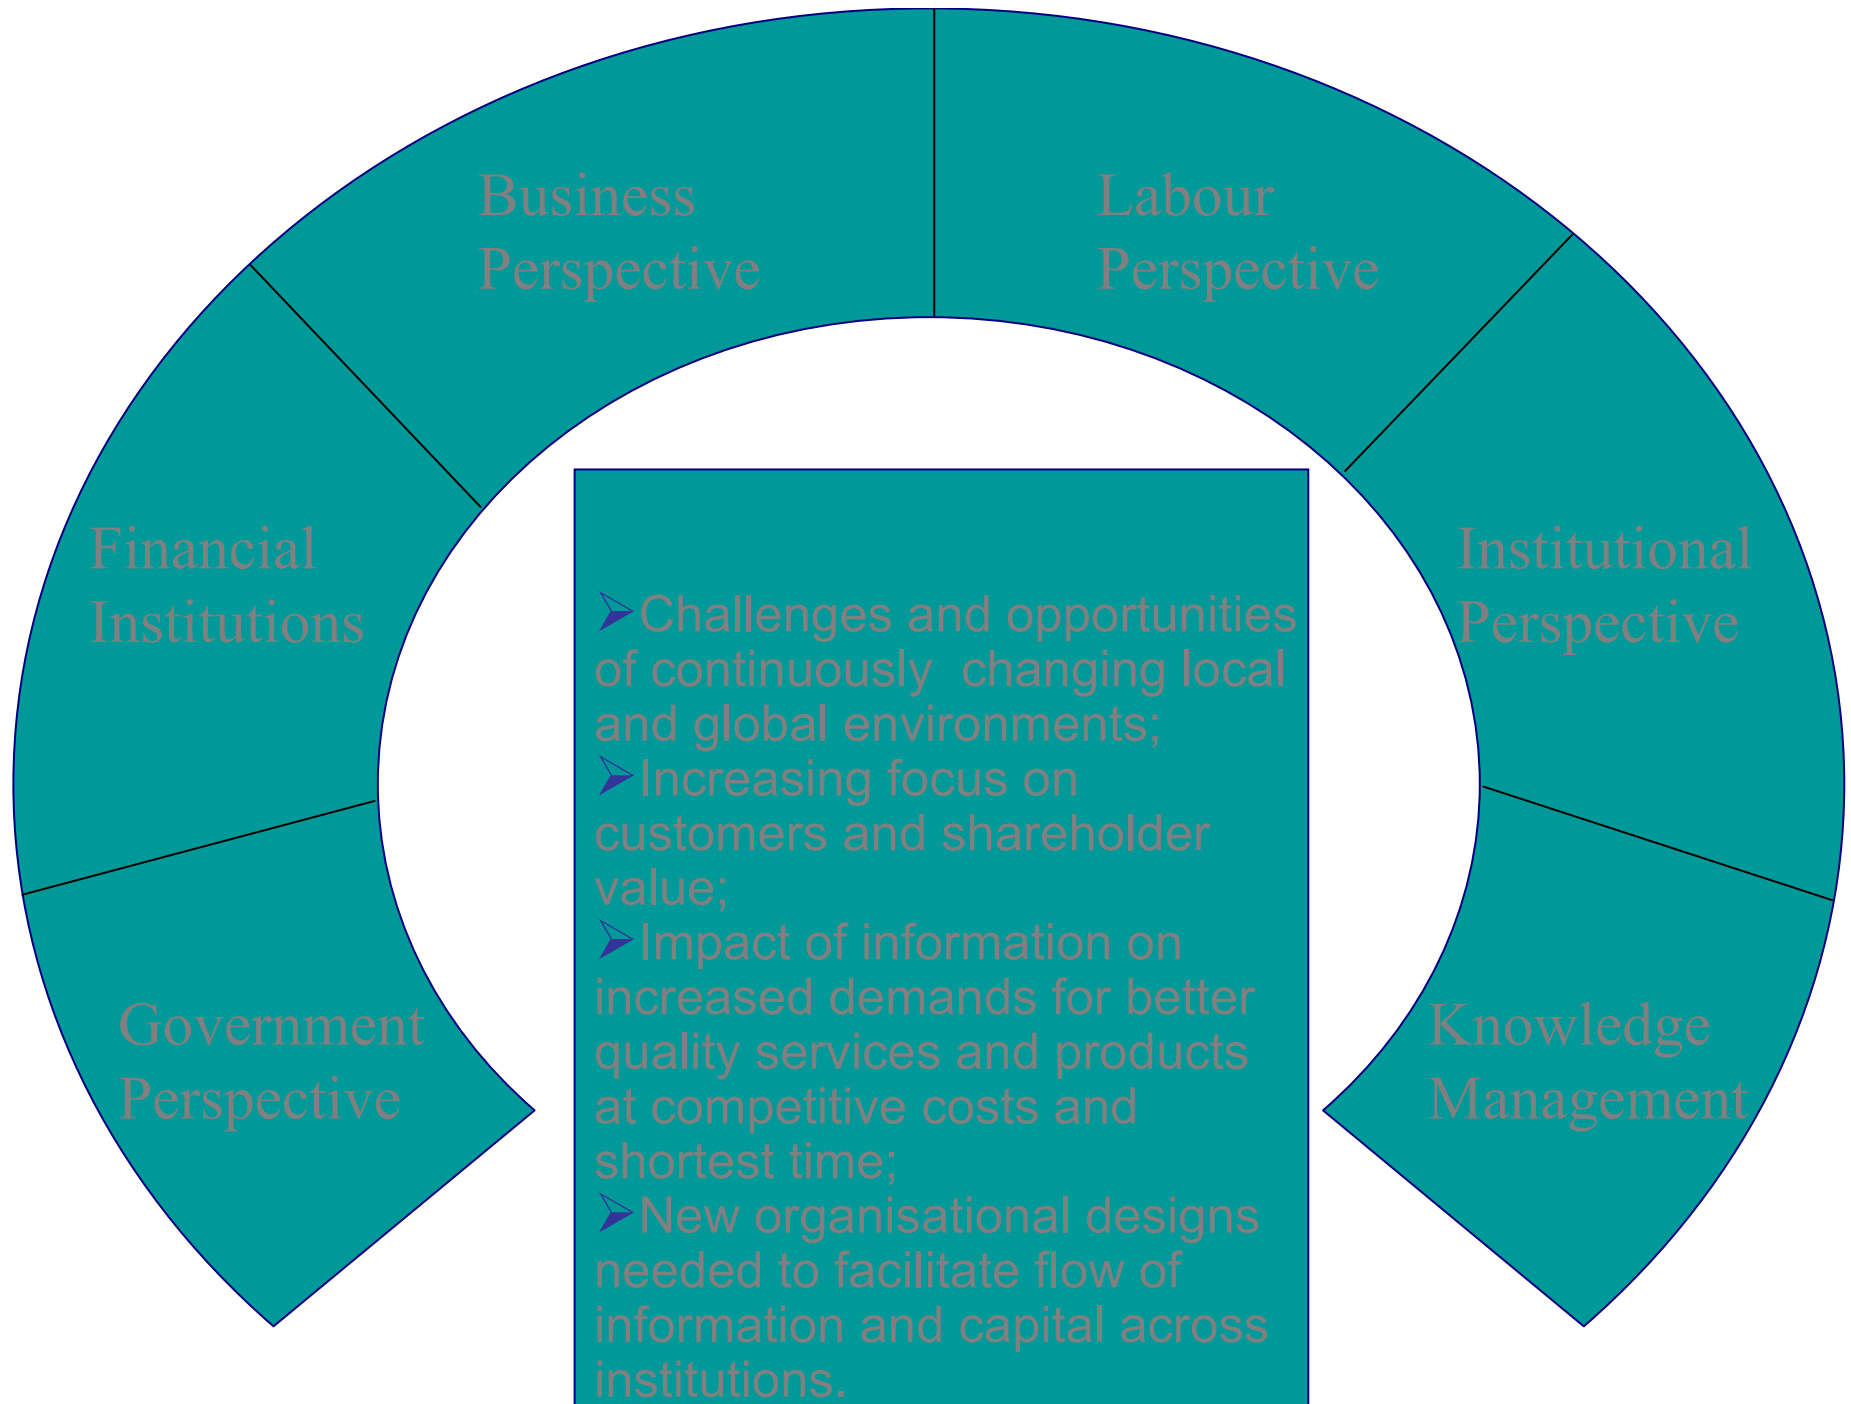 Business
Perspective
Labour
Perspective
Financial
Institutions
Institutional
Perspective
Government
Perspective
Knowledge
Management
➢Challenges and opportunities
of continuously  changing local
and global environments;
➢Increasing focus on
customers and shareholder
value;
➢Impact of information on
increased demands for better
quality services and products
at competitive costs and
shortest time;
➢New organisational designs
needed to facilitate flow of
information and capital across
institutions.